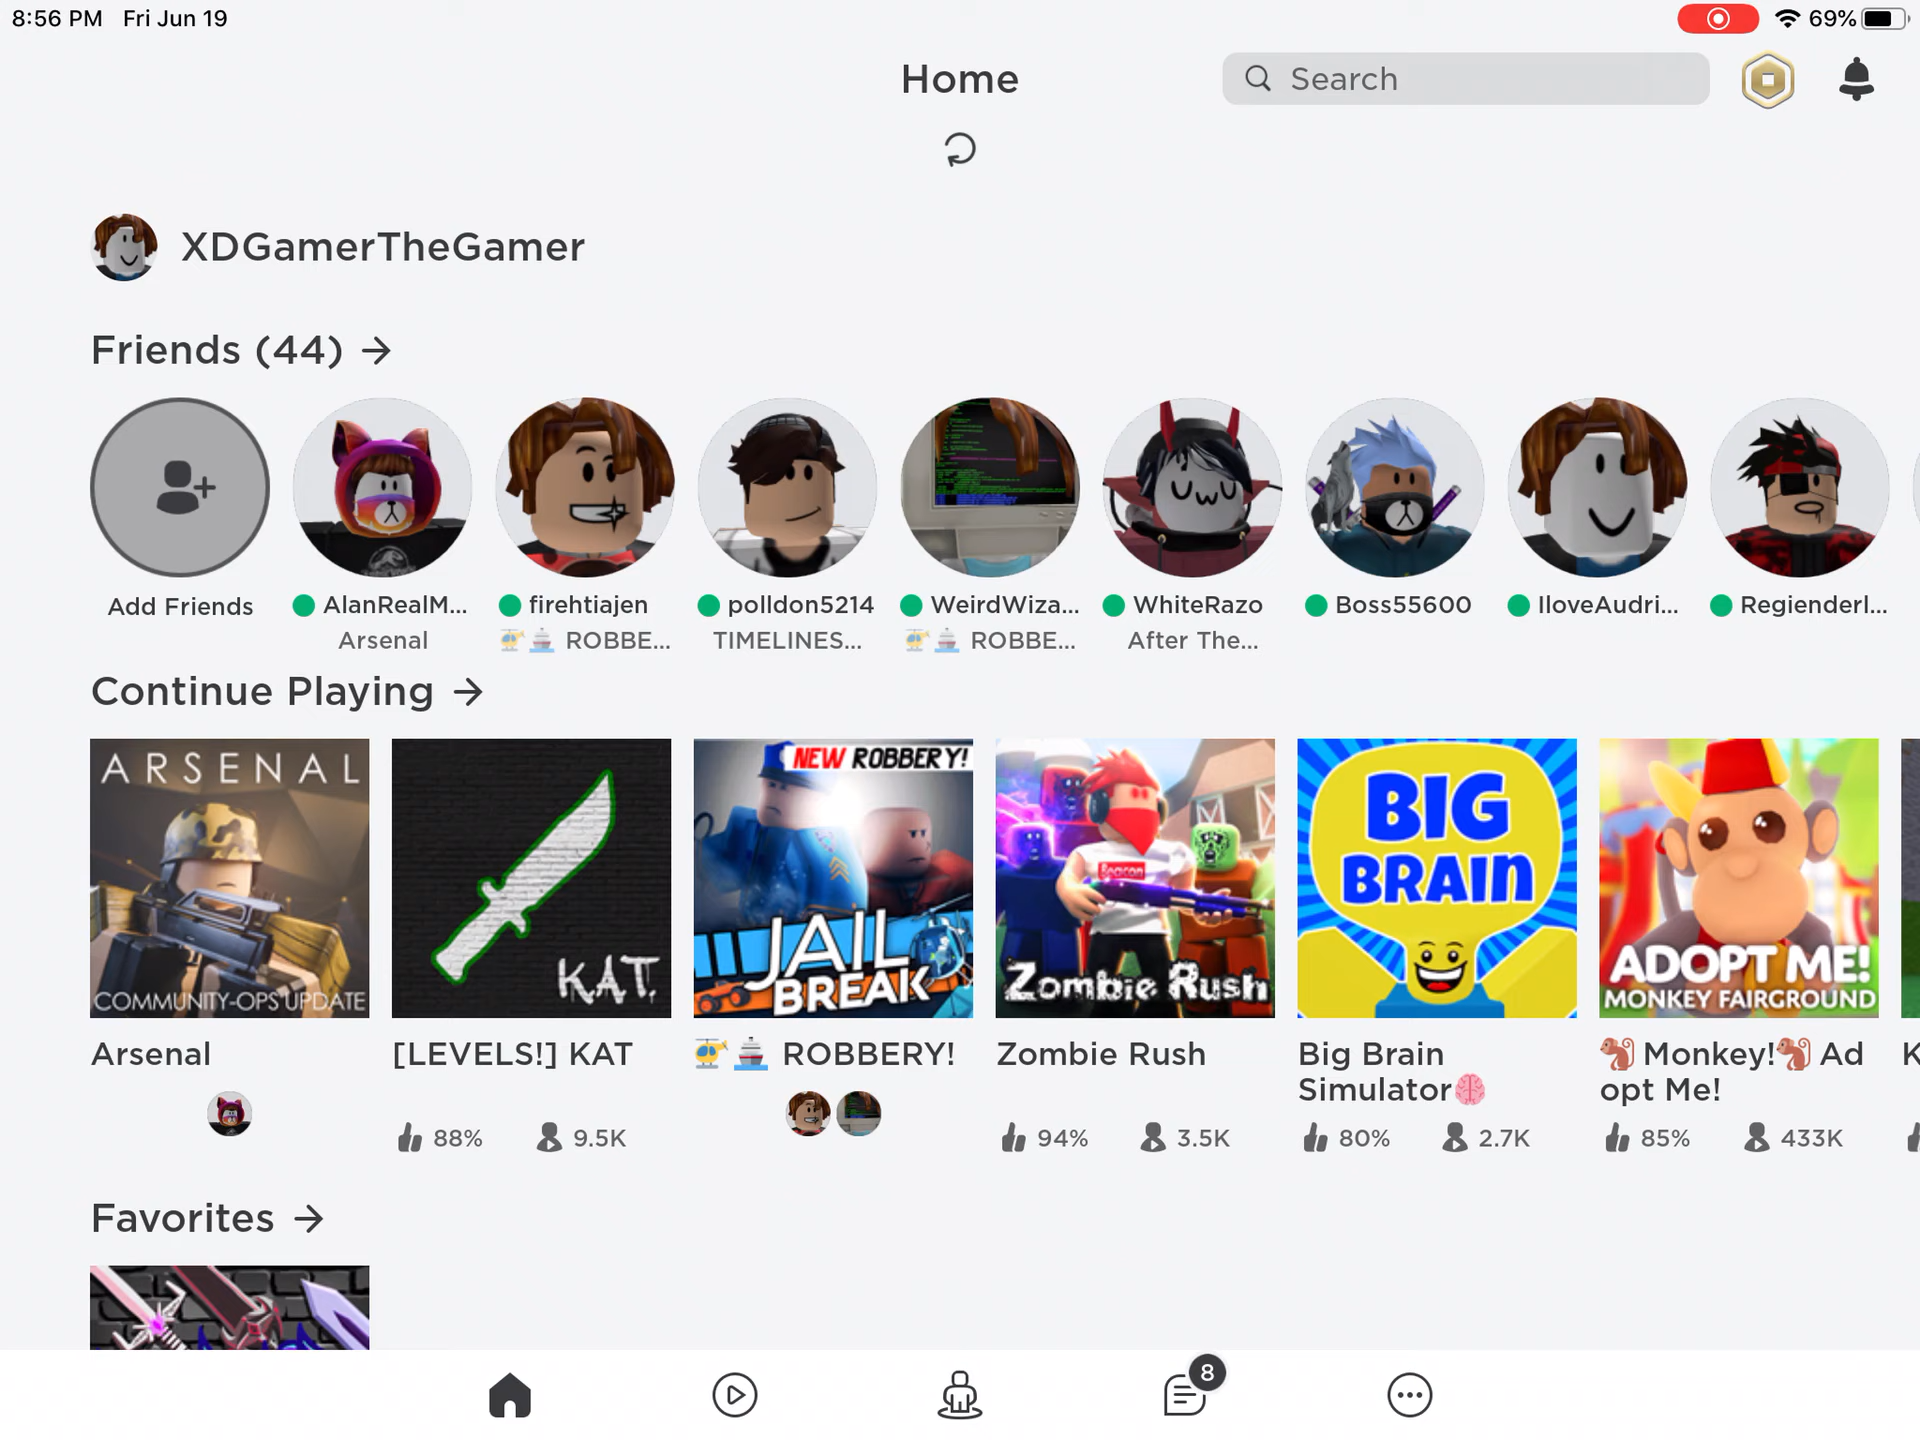 8:56 PM Fri Jun 19
69%
Home
Search
XDGamerTheGamer
Friends (44) →
UwU
Add Friends
AlanRealM...
firehtiajen
polldon5214
WeirdWiza...
WhiteRazo
Boss55600
IloveAudri...
Regienderl...
Arsenal
🚁🚢 ROBBE...
TIMELINES...
🚁🚢 ROBBE...
After The...
Continue Playing →
ARSENAL
COMMUNITY-OPS UPDATE
KAT.
NEW ROBBERY!
JAIL
BREAK
Beacon
Zombie Rush
BIG
BRAIN
ADOPT ME!
MONKEY FAIRGROUND
Arsenal
[LEVELS!] KAT
🚁🚢 ROBBERY!
Zombie Rush
Big Brain
Simulator🧠
🐒Monkey!🐒Ad
opt Me!
K
88% 9.5K
94% 3.5K
80% 2.7K
85% 433K
Favorites →
8